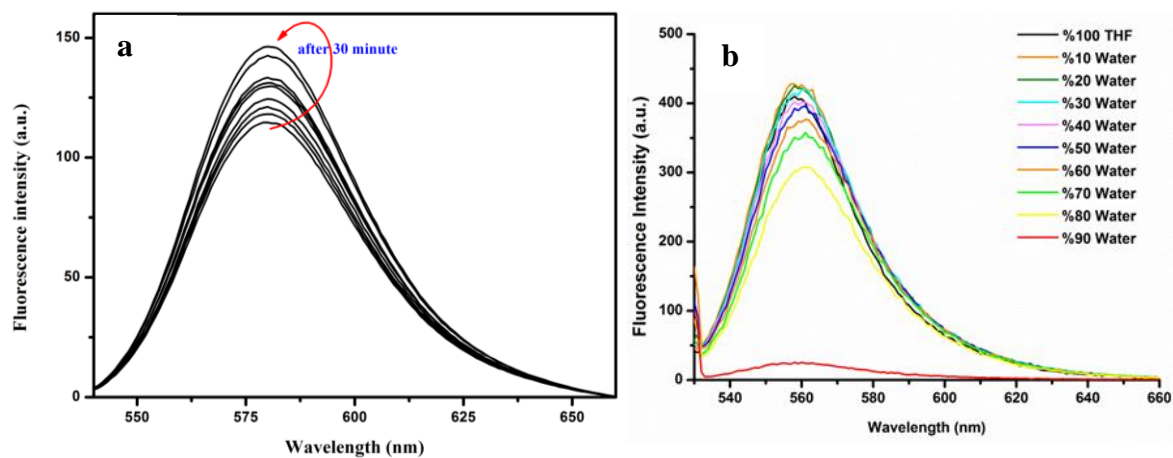 a
after 30 minute
150
100
50
0
550
575
600
625
650
Wavelength (nm)
Fluorescence intensity (a.u.)
b
%100 THF
%10 Water
%20 Water
%30 Water
%40 Water
%50 Water
%60 Water
%70 Water
%80 Water
%90 Water
500
450
400
300
200
100
0
540
560
580
600
620
640
660
Wavelength (nm)
Fluorescence Intensity (a.u.)